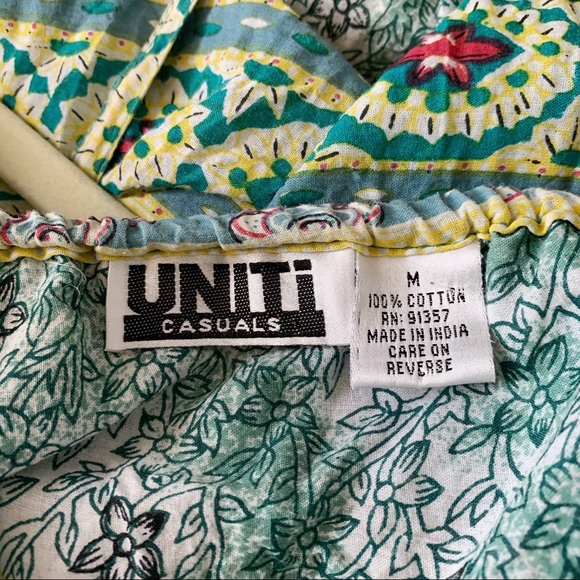 UNITi
CASUALS
M
100% COTTON
RN: 91357
MADE IN INDIA
CARE ON
REVERSE